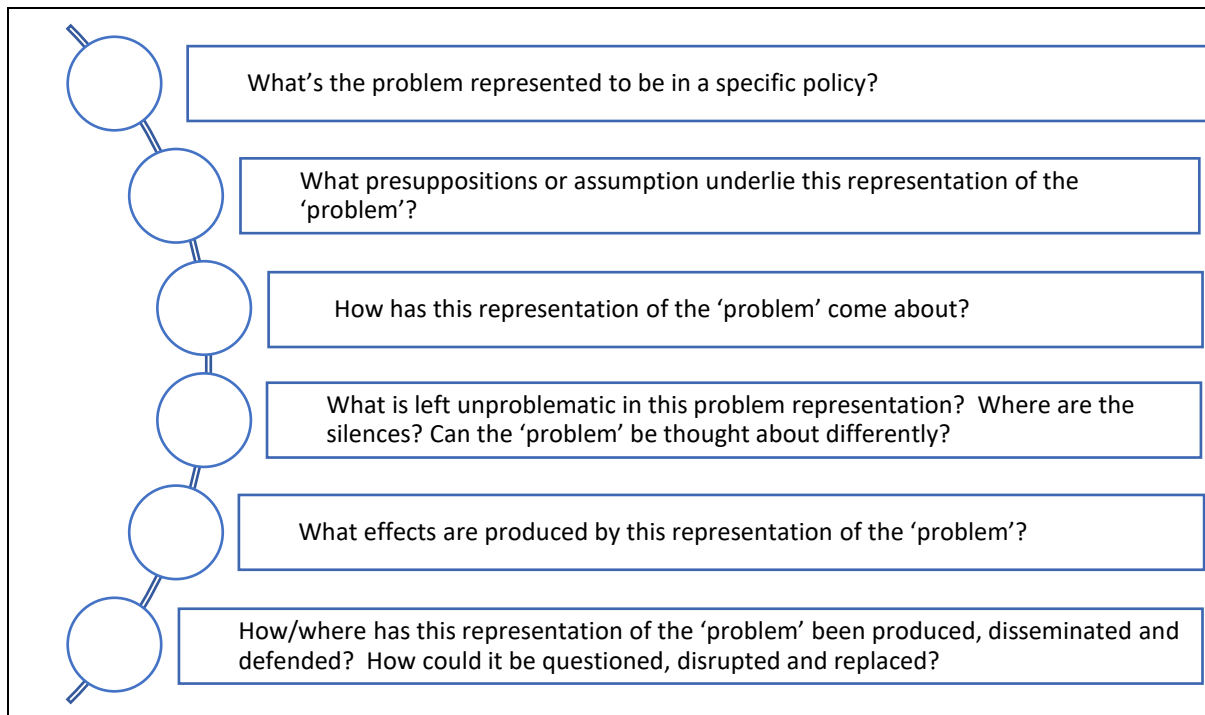 What’s the problem represented to be in a specific policy?
What presuppositions or assumption underlie this representation of the
‘problem’?
How has this representation of the ‘problem’ come about?
What is left unproblematic in this problem representation?  Where are the
silences? Can the ‘problem’ be thought about differently?
What effects are produced by this representation of the ‘problem’?
How/where has this representation of the ‘problem’ been produced, disseminated and
defended?  How could it be questioned, disrupted and replaced?